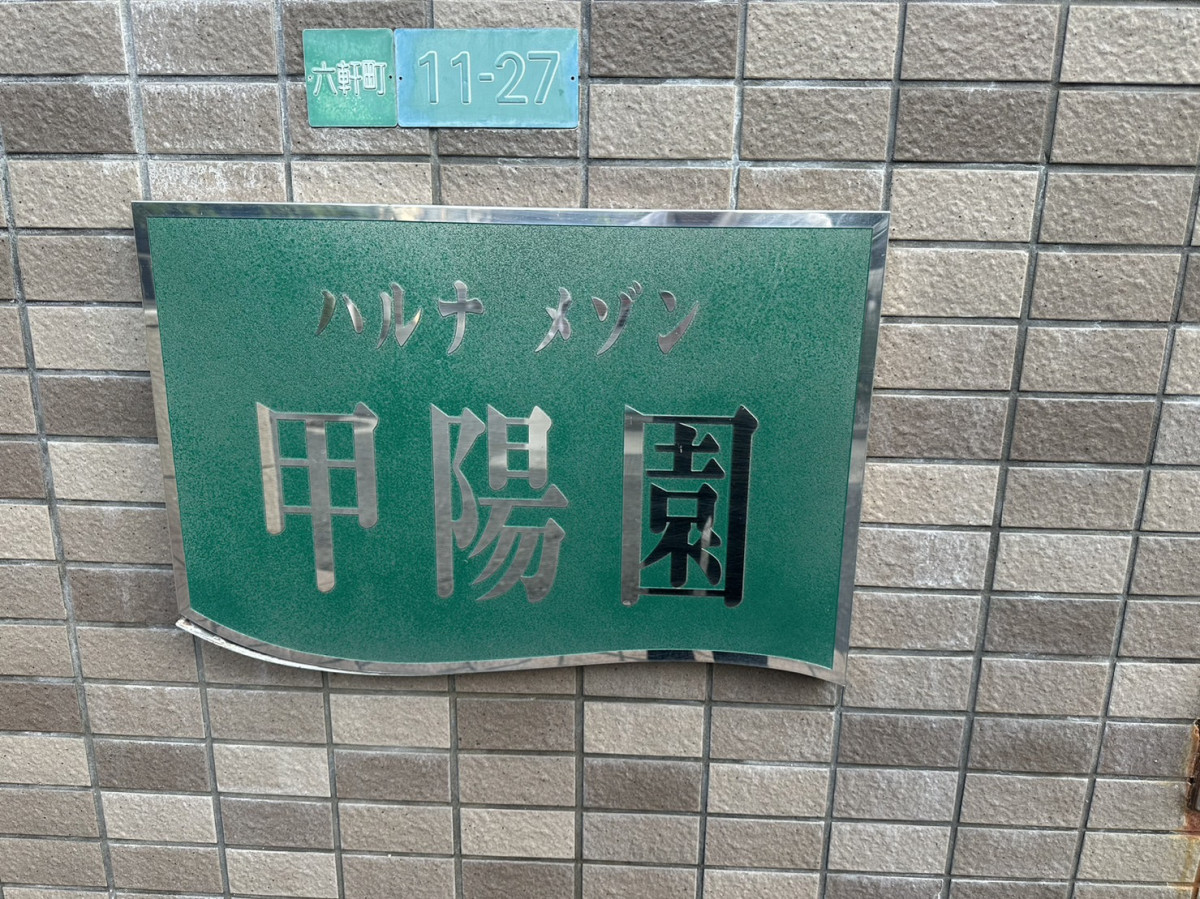 六軒町 11-27
ハルナ メゾン
甲陽園